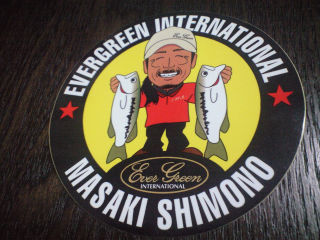 EVERGREEN INTERNATIONAL
Ever Green
INTERNATIONAL
MASAKI SHIMONO